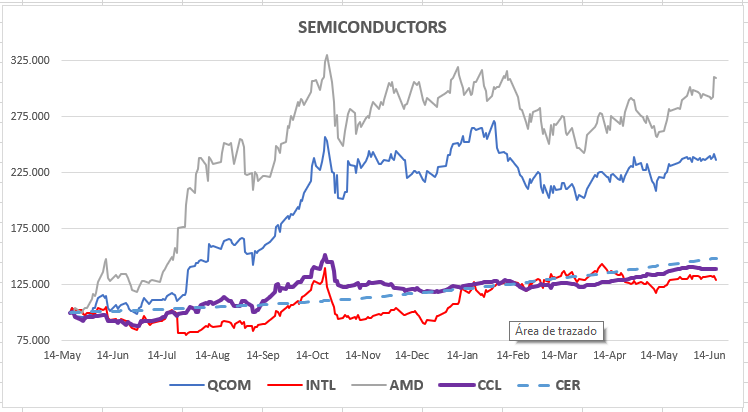 SEMICONDUCTORS
325.000
275.000
225.000
175.000
125.000
75.000
14-May 14-Jun 14-Jul 14-Aug 14-Sep 14-Oct 14-Nov 14-Dec 14-Jan 14-Feb 14-Mar 14-Apr 14-May 14-Jun
Área de trazado
QCOM INTL AMD CCL CER